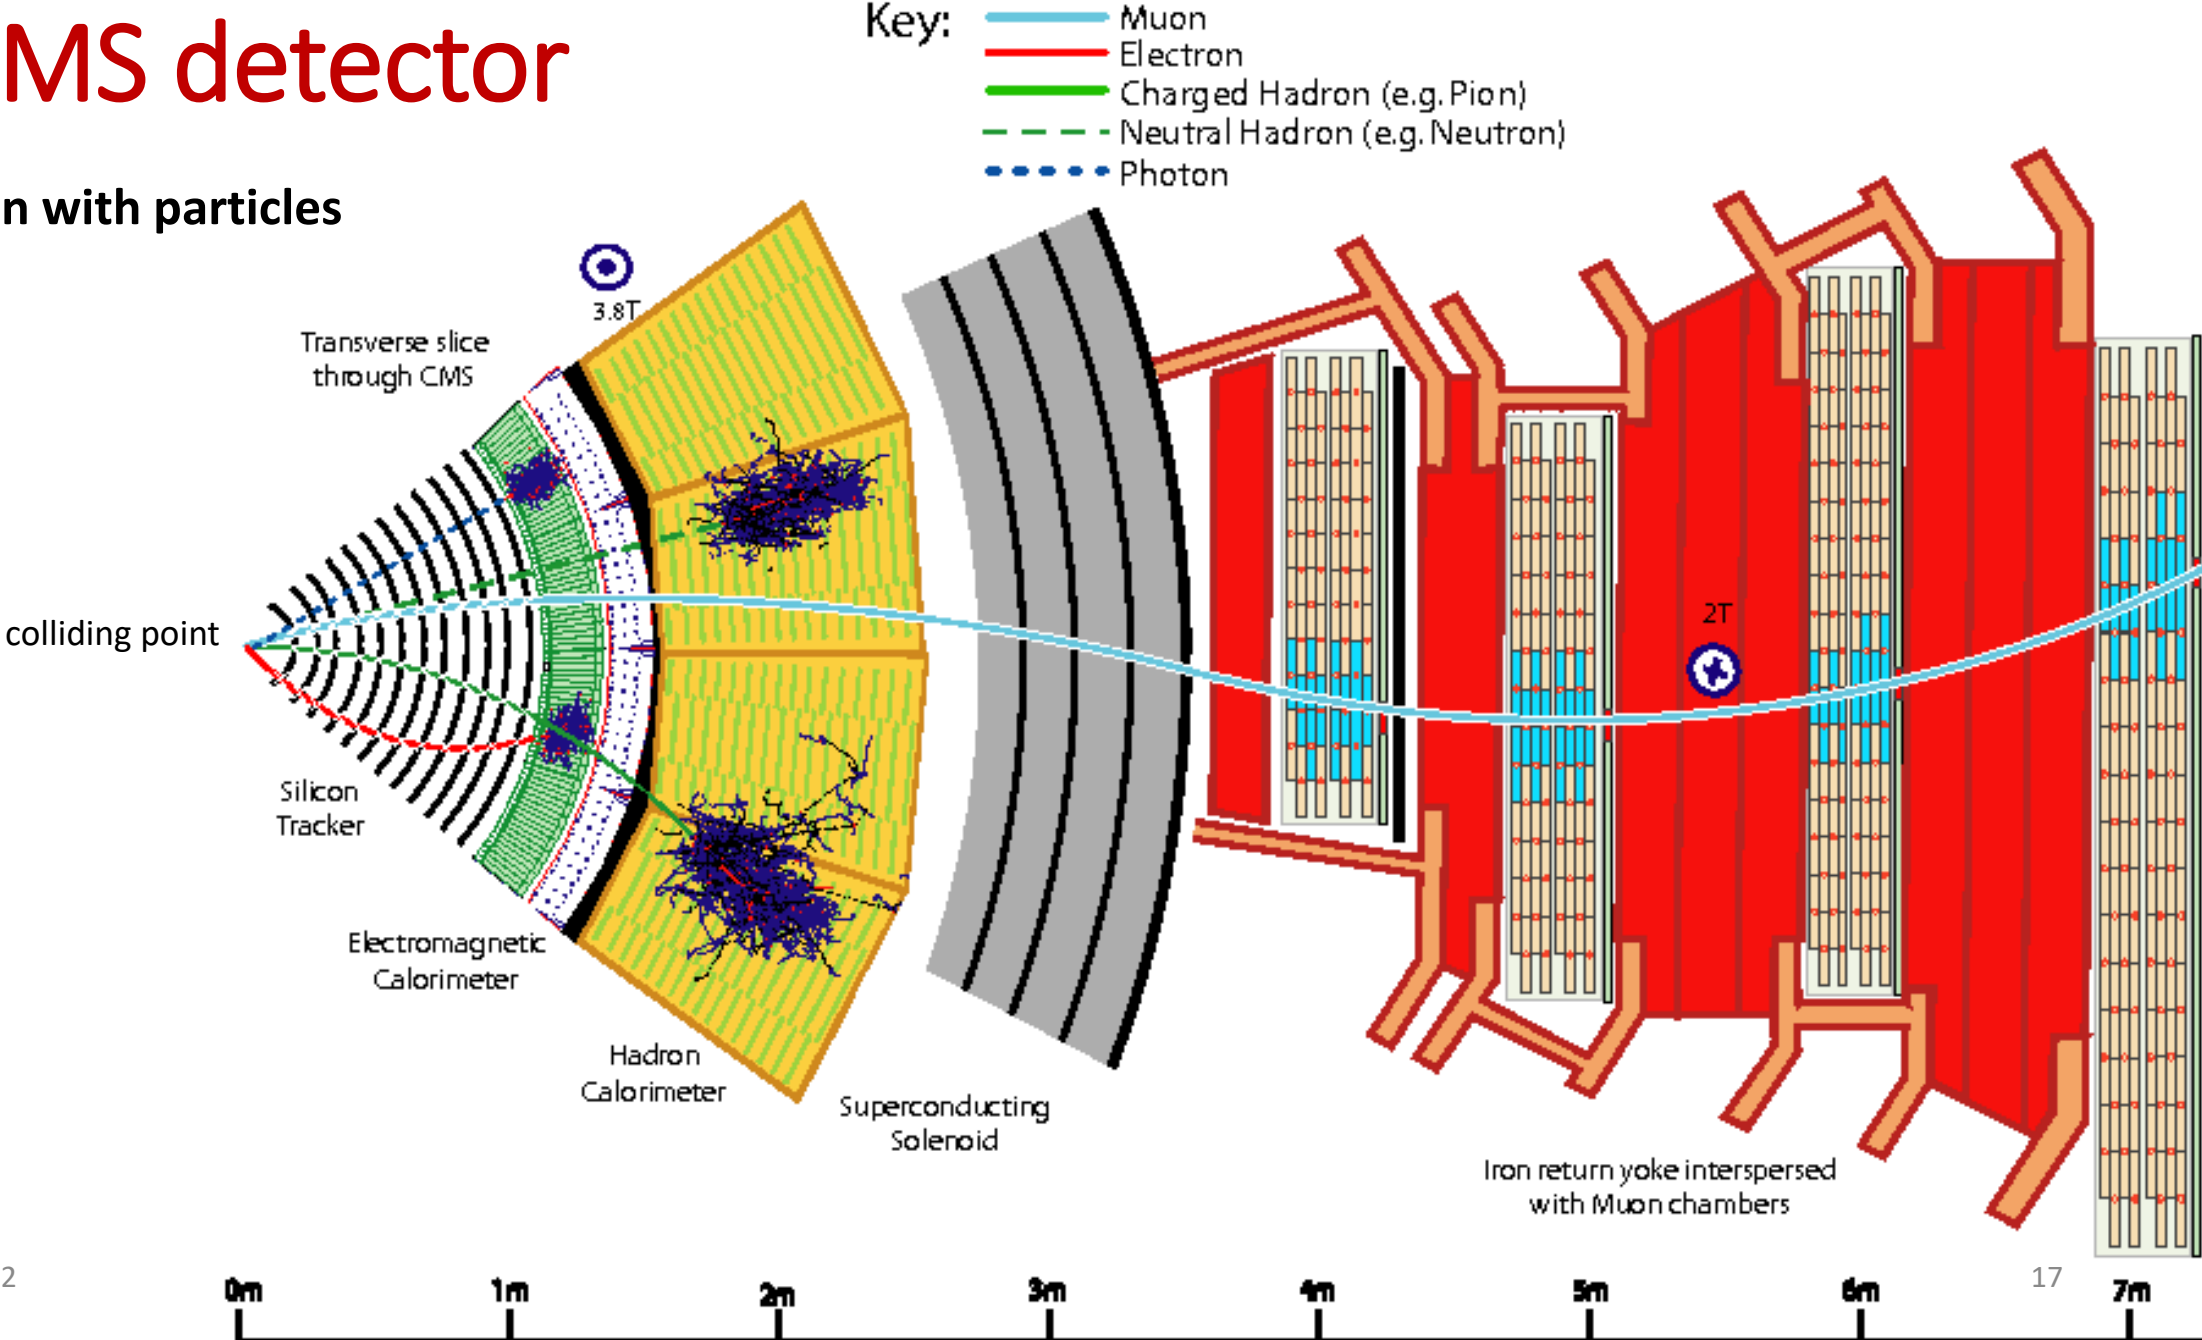 MS detector
Key:
Muon
Electron
Charged Hadron (e.g. Pion)
Neutral Hadron (e.g. Neutron)
Photon
n with particles
3.8T
Transverse slice
through CMS
colliding point
2T
Silicon
Tracker
Electromagnetic
Calorimeter
Hadron
Calorimeter
Superconducting
Solenoid
Iron return yoke interspersed
with Muon chambers
2
17
0m 1m 2m 3m 4m 5m 6m 7m